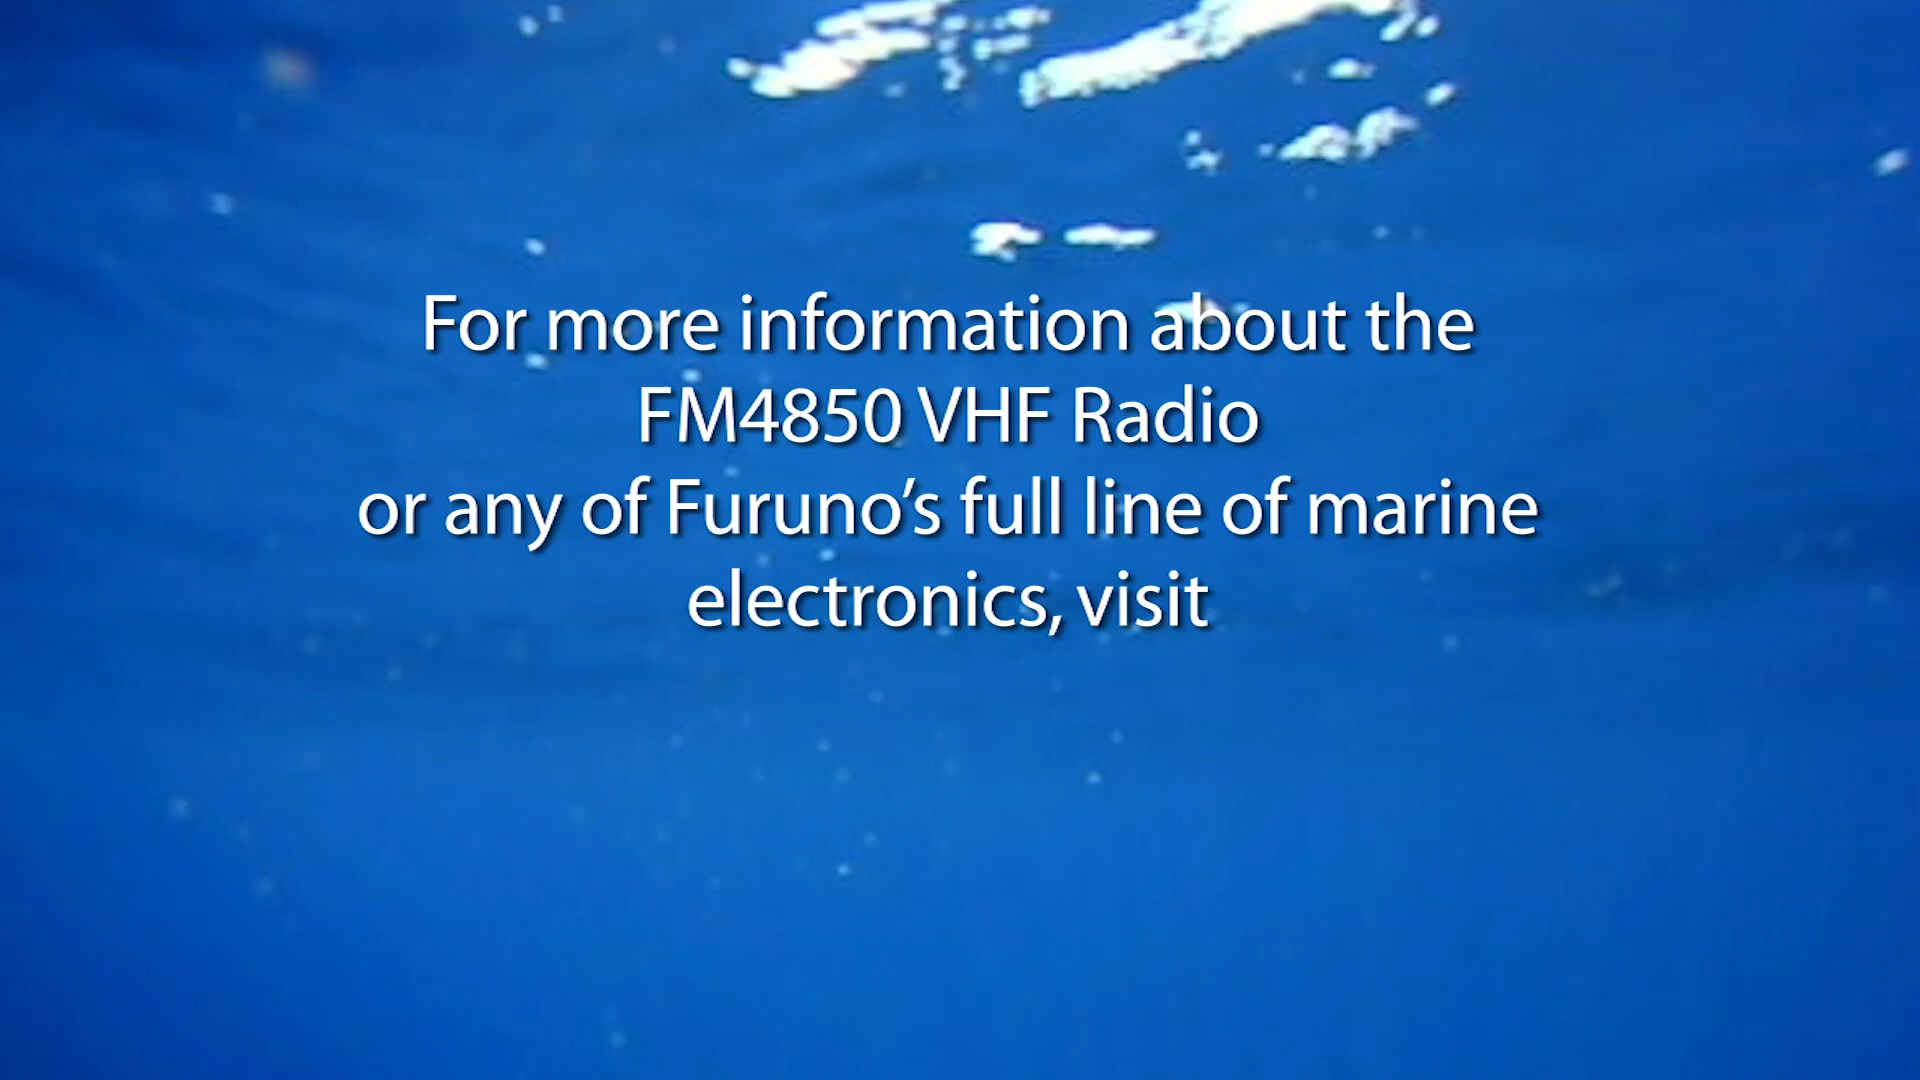 For more information about the
FM4850 VHF Radio
or any of Furuno’s full line of marine
electronics, visit